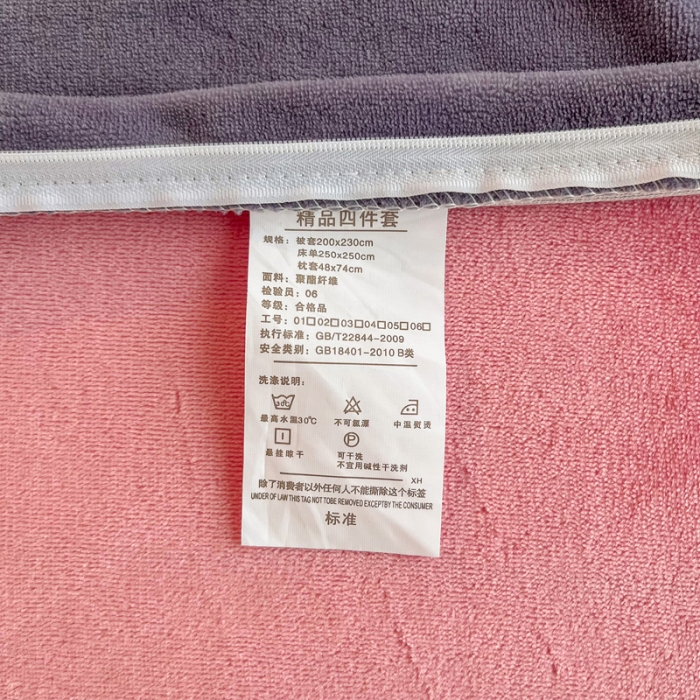 精品四件套
规格：被套200x230cm
床单250x250cm
枕套48x74cm
面料：聚酯纤维
检验员：06
等级：合格品
工号：01□02□03□04□05□06□
执行标准：GB/T22844-2009
安全类别：GB18401-2010 B类
洗涤说明：
30℃
最高水温30℃ 不可氯漂 中温熨烫
P
悬挂晾干 可干洗
不宜用碱性干洗剂
XH
除了消费者以外任何人不能撕除这个标签
UNDER OF LAW THIS TAG NOT TOBE REMOVED EXCEPTBY THE CONSUMER
标准